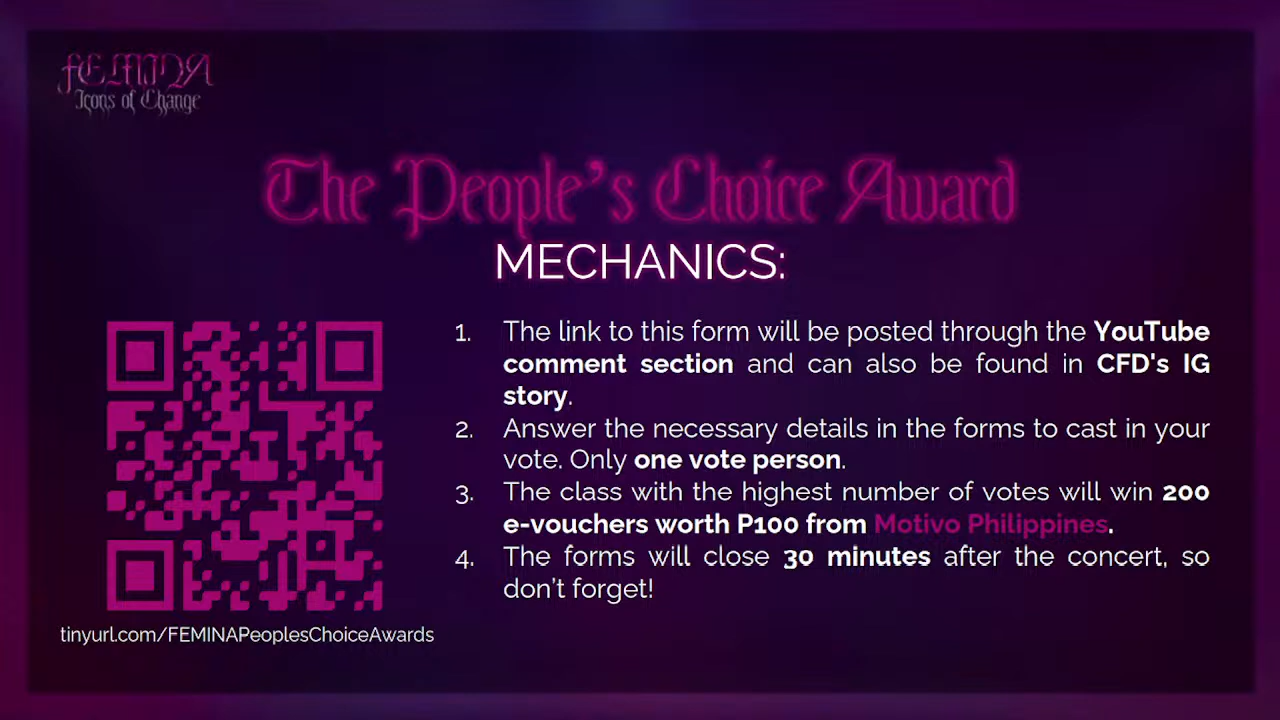 FEMINA
Icons of Change
The People's Choice Award
MECHANICS:
1. The link to this form will be posted through the YouTube
comment section and can also be found in CFD's IG
story.
2. Answer the necessary details in the forms to cast in your
vote. Only one vote person.
3. The class with the highest number of votes will win 200
e-vouchers worth P100 from Motivo Philippines.
4. The forms will close 30 minutes after the concert, so
don't forget!
tinyurl.com/FEMINAPeoplesChoiceAwards